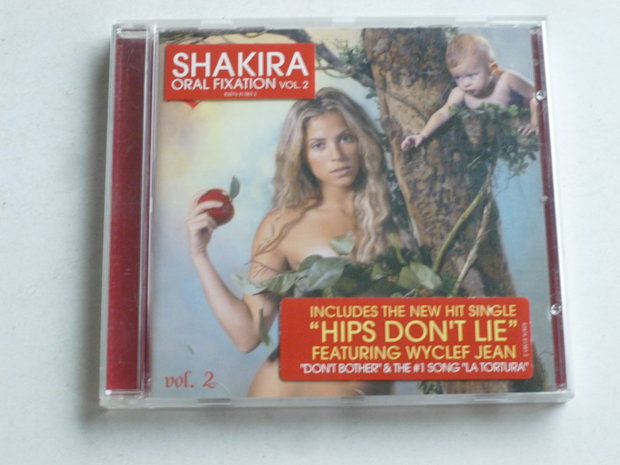 SHAKIRA
ORAL FIXATION VOL. 2
INCLUDES THE NEW HIT SINGLE
"HIPS DON'T LIE"
FEATURING WYCLEF JEAN
"DON'T BOTHER" & THE #1 SONG "LA TORTURA"
vol. 2